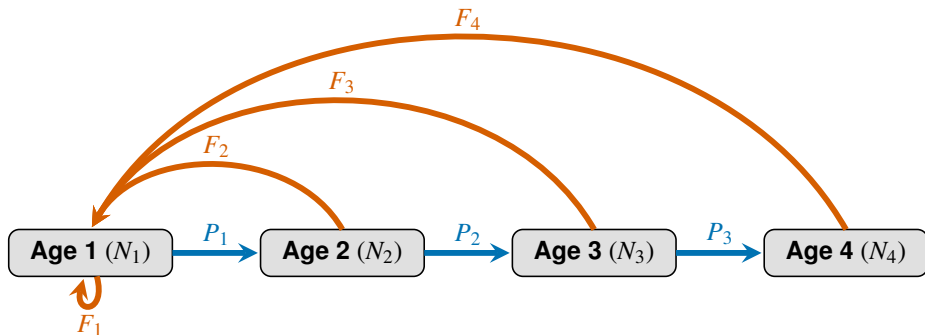 F₄
F₃
F₂
Age 1 (N₁)
P₁
Age 2 (N₂)
P₂
Age 3 (N₃)
P₃
Age 4 (N₄)
F₁